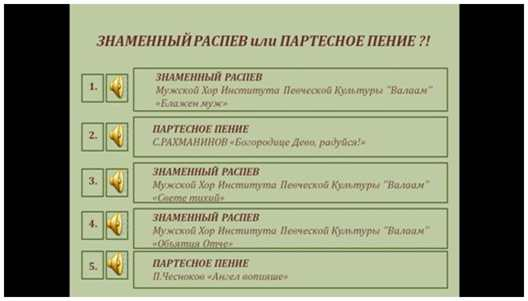 ЗНАМЕННЫЙ РАСПЕВ или ПАРТЕСНОЕ ПЕНИЕ ?!
1.
ЗНАМЕННЫЙ РАСПЕВ
Мужской Хор Института Певческой Культуры "Валаам"
«Блажен муж»
2.
ПАРТЕСНОЕ ПЕНИЕ
С.РАХМАНИНОВ «Богородице Дево, радуйся!»
3.
ЗНАМЕННЫЙ РАСПЕВ
Мужской Хор Института Певческой Культуры "Валаам"
«Свете тихий»
4.
ЗНАМЕННЫЙ РАСПЕВ
Мужской Хор Института Певческой Культуры "Валаам"
«Объятия Отче»
5.
ПАРТЕСНОЕ ПЕНИЕ
П.Чесноков «Ангел вопияше»